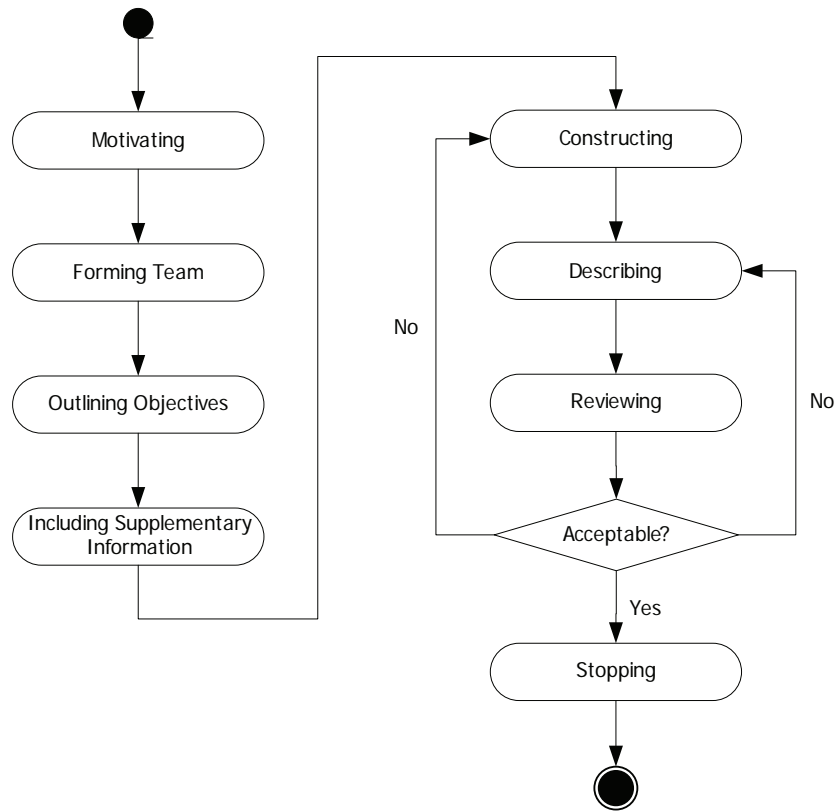 Motivating
Forming Team
Outlining Objectives
Including Supplementary
Information
Constructing
Describing
No
Reviewing
No
Acceptable?
Yes
Stopping